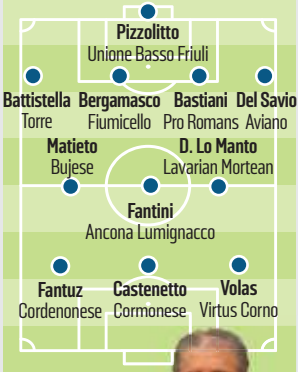 Pizzolitto
Unione Basso Friuli
Battistella Bergamasco Bastiani Del Savio
Torre Fiumicello Pro Romans Aviano
Matieto D. Lo Manto
Bujese Lavarian Mortean
Fantini
Ancona Lumignacco
Fantuz Castenetto Volas
Cordenonese Cormonese Virtus Corno